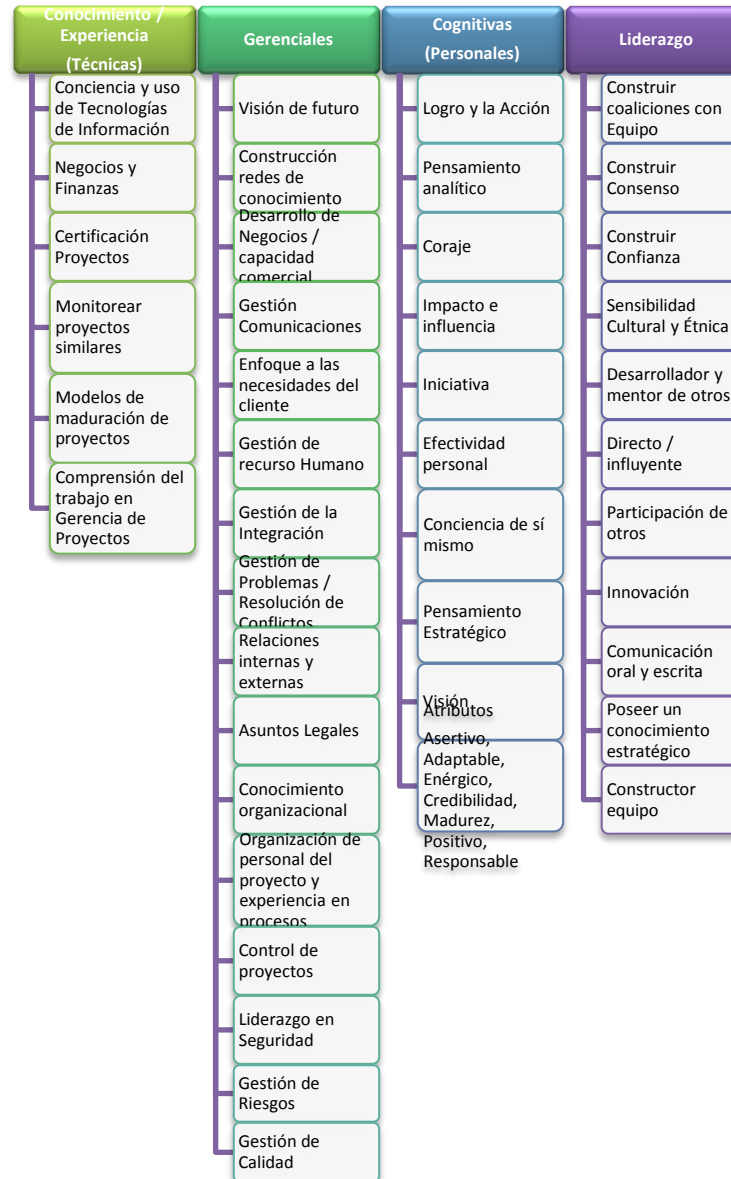 Conocimiento /
Experiencia
(Técnicas)
Conciencia y uso
de Tecnologías
de Información
Negocios y
Finanzas
Certificación
Proyectos
Monitorear
proyectos
similares
Modelos de
maduración de
proyectos
Comprensión del
trabajo en
Gerencia de
Proyectos
Gerenciales
Visión de futuro
Construcción
redes de
conocimiento
Desarrollo de
Negocios /
capacidad
comercial
Gestión
Comunicaciones
Enfoque a las
necesidades del
cliente
Gestión de
recurso Humano
Gestión de la
Integración
Gestión de
Problemas /
Resolución de
Conflictos
Relaciones
internas y
externas
Asuntos Legales
Conocimiento
organizacional
Organización de
personal del
proyecto y
experiencia en
procesos
Control de
proyectos
Liderazgo en
Seguridad
Gestión de
Riesgos
Gestión de
Calidad
Cognitivas
(Personales)
Logro y la Acción
Pensamiento
analítico
Coraje
Impacto e
influencia
Iniciativa
Efectividad
personal
Conciencia de sí
mismo
Pensamiento
Estratégico
Visión
Atributos
Asertivo,
Adaptable,
Enérgico,
Credibilidad,
Madurez,
Positivo,
Responsable
Liderazgo
Construir
coaliciones con
Equipo
Construir
Consenso
Construir
Confianza
Sensibilidad
Cultural y Étnica
Desarrollador y
mentor de otros
Directo /
influyente
Participación de
otros
Innovación
Comunicación
oral y escrita
Poseer un
conocimiento
estratégico
Constructor
equipo